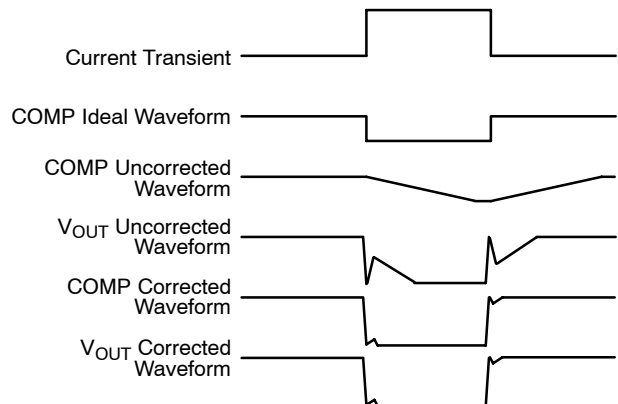 Current Transient
COMP Ideal Waveform
COMP Uncorrected
Waveform
VOUT Uncorrected
Waveform
COMP Corrected
Waveform
VOUT Corrected
Waveform